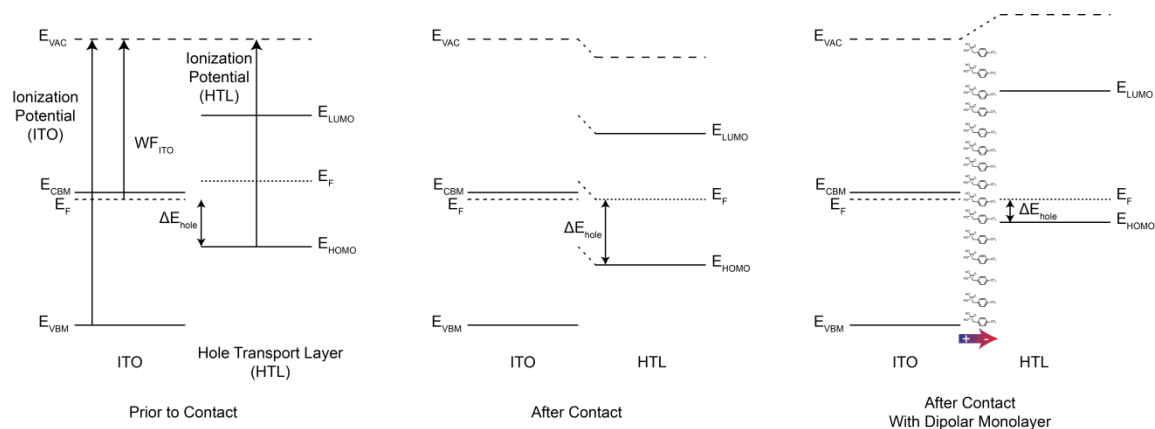 E_VAC
Ionization
Potential
(ITO)
WF_ITO
Ionization
Potential
(HTL)
E_LUMO
E_CBM
E_F
E_F
ΔE_hole
E_HOMO
E_VBM
ITO
Hole Transport Layer
(HTL)
Prior to Contact
E_VAC
E_LUMO
E_CBM
E_F
E_F
ΔE_hole
E_HOMO
E_VBM
ITO
HTL
After Contact
E_VAC
E_LUMO
E_CBM
E_F
E_F
ΔE_hole
E_HOMO
E_VBM
+ -
ITO
HTL
After Contact
With Dipolar Monolayer